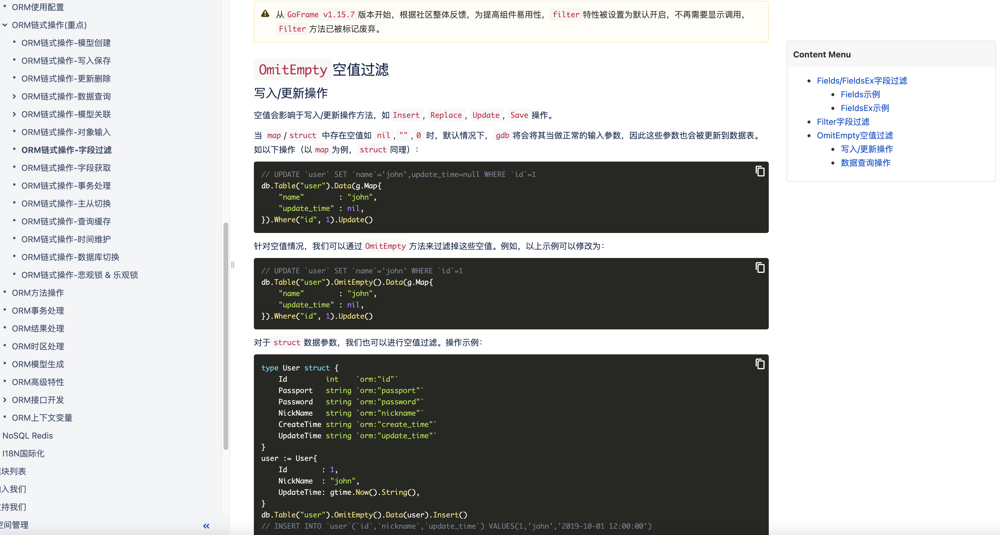 ORM使用配置
ORM链式操作(重点)
ORM链式操作-模型创建
ORM链式操作-写入保存
ORM链式操作-更新删除
ORM链式操作-数据查询
ORM链式操作-模型关联
ORM链式操作-对象输入
ORM链式操作-字段过滤
ORM链式操作-字段获取
ORM链式操作-事务处理
ORM链式操作-主从切换
ORM链式操作-查询缓存
ORM链式操作-时间维护
ORM链式操作-数据库切换
ORM链式操作-悲观锁 & 乐观锁
ORM方法操作
ORM事务处理
ORM结果处理
ORM时区处理
ORM模型生成
ORM高级特性
ORM接口开发
ORM上下文变量
NoSQL Redis
I18N国际化
块列表
入我们
持我们
空间管理
从 GoFrame v1.15.7 版本开始，根据社区整体反馈，为提高组件易用性， filter 特性被设置为默认开启，不再需要显示调用，
Filter 方法已被标记废弃。
OmitEmpty 空值过滤
写入/更新操作
空值会影响于写入/更新操作方法，如 Insert , Replace , Update , Save 操作。
当 map / struct 中存在空值如 nil , "" , 0 时，默认情况下， gdb 将会将其当做正常的输入参数，因此这些参数也会被更新到数据表。
如以下操作（以 map 为例， struct 同理）：
// UPDATE `user` SET `name`='john',update_time=null WHERE `id`=1
db.Table("user").Data(g.Map{
    "name"        : "john",
    "update_time" : nil,
}).Where("id", 1).Update()
针对空值情况，我们可以通过 OmitEmpty 方法来过滤掉这些空值。例如，以上示例可以修改为：
// UPDATE `user` SET `name`='john' WHERE `id`=1
db.Table("user").OmitEmpty().Data(g.Map{
    "name"        : "john",
    "update_time" : nil,
}).Where("id", 1).Update()
对于 struct 数据参数，我们也可以进行空值过滤。操作示例：
type User struct {
    Id         int    `orm:"id"`
    Passport   string `orm:"passport"`
    Password   string `orm:"password"`
    NickName   string `orm:"nickname"`
    CreateTime string `orm:"create_time"`
    UpdateTime string `orm:"update_time"`
}
user := User{
    Id        : 1,
    NickName  : "john",
    UpdateTime: gtime.Now().String(),
}
db.Table("user").OmitEmpty().Data(user).Insert()
// INSERT INTO `user`(`id`,`nickname`,`update_time`) VALUES(1,'john','2019-10-01 12:00:00')
Content Menu
Fields/FieldsEx字段过滤
Fields示例
FieldsEx示例
Filter字段过滤
OmitEmpty空值过滤
写入/更新操作
数据查询操作